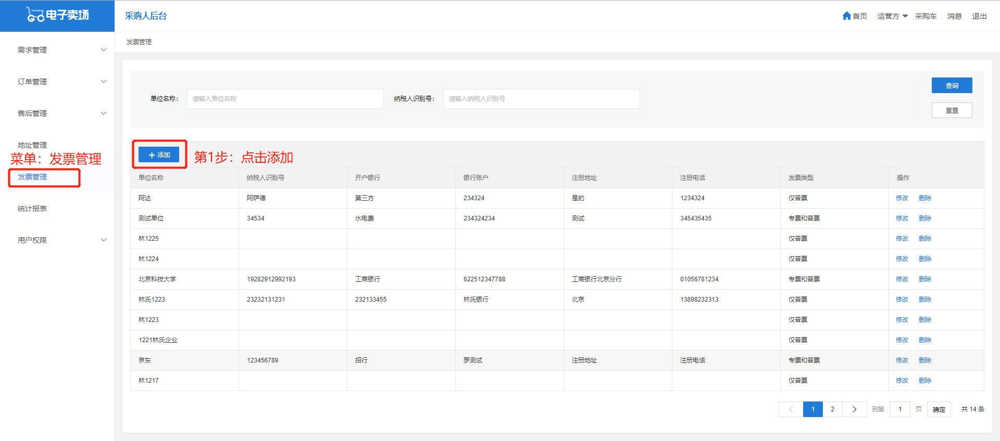 GC 电子卖场
采购人后台
首页 运营方 采购车 消息 退出
发票管理
需求管理
订单管理
售后管理
地址管理
菜单：发票管理
发票管理
统计报表
用户权限
单位名称： 请输入单位名称 纳税人识别号： 请输入纳税人识别号
查询
重置
+ 添加 第1步：点击添加
单位名称 纳税人识别号 开户银行 银行账户 注册地址 注册电话 发票类型 操作
阿达 阿萨德 第三方 234324 是的 1234324 仅普票 修改 删除
测试单位 34534 水电费 234324234 测试 345435435 专票和普票 修改 删除
林1225 仅普票 修改 删除
林1224 仅普票 修改 删除
北京科技大学 19282912992193 工商银行 622512347788 工商银行北京分行 01056781234 专票和普票 修改 删除
林氏1223 23232131231 232133455 林氏银行 北京 13898232313 仅普票 修改 删除
林1223 仅普票 修改 删除
1221林氏企业 仅普票 修改 删除
京东 123456789 招行 罗测试 注册地址 注册电话 专票和普票 修改 删除
林1217 仅普票 修改 删除
< 1 2 > 到第 1 页 确定 共 14 条